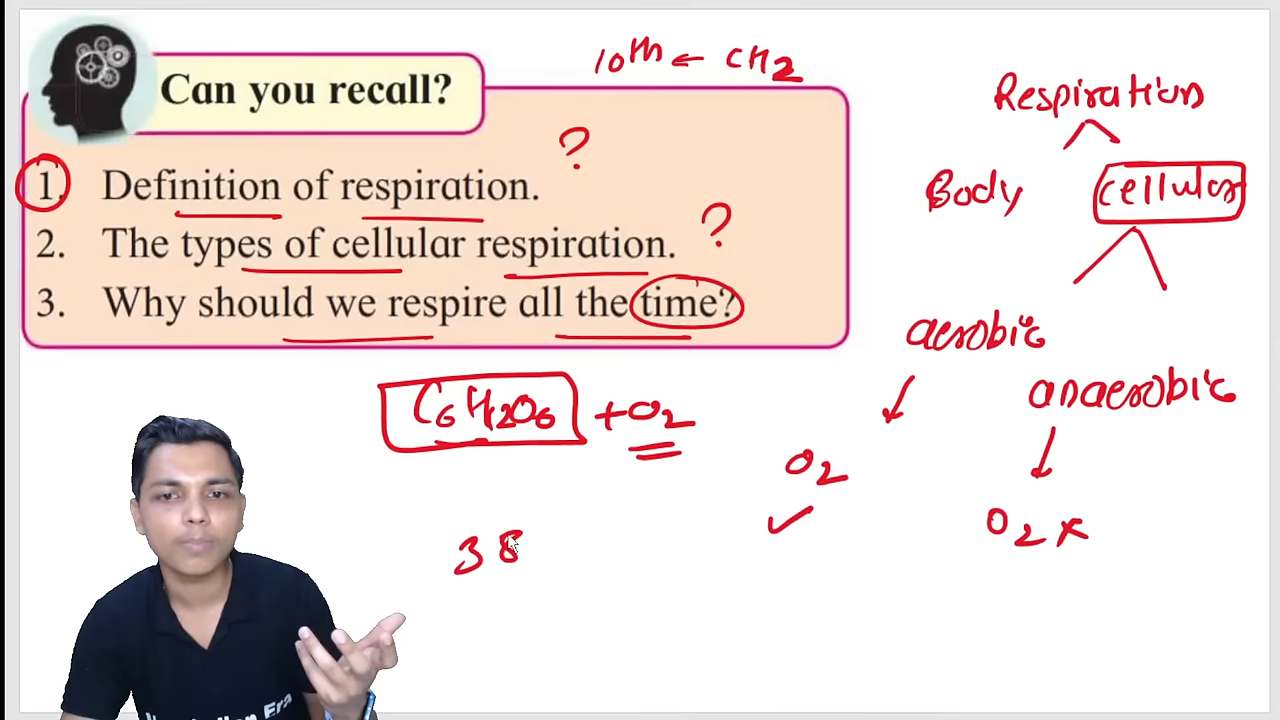 10th ← CH2
Can you recall?
1. Definition of respiration. ?
2. The types of cellular respiration. ?
3. Why should we respire all the time?
Respiration
Body cellular
aerobic
anaerobic
C6H2O6 + O2
O2 ✓
O2 x
38